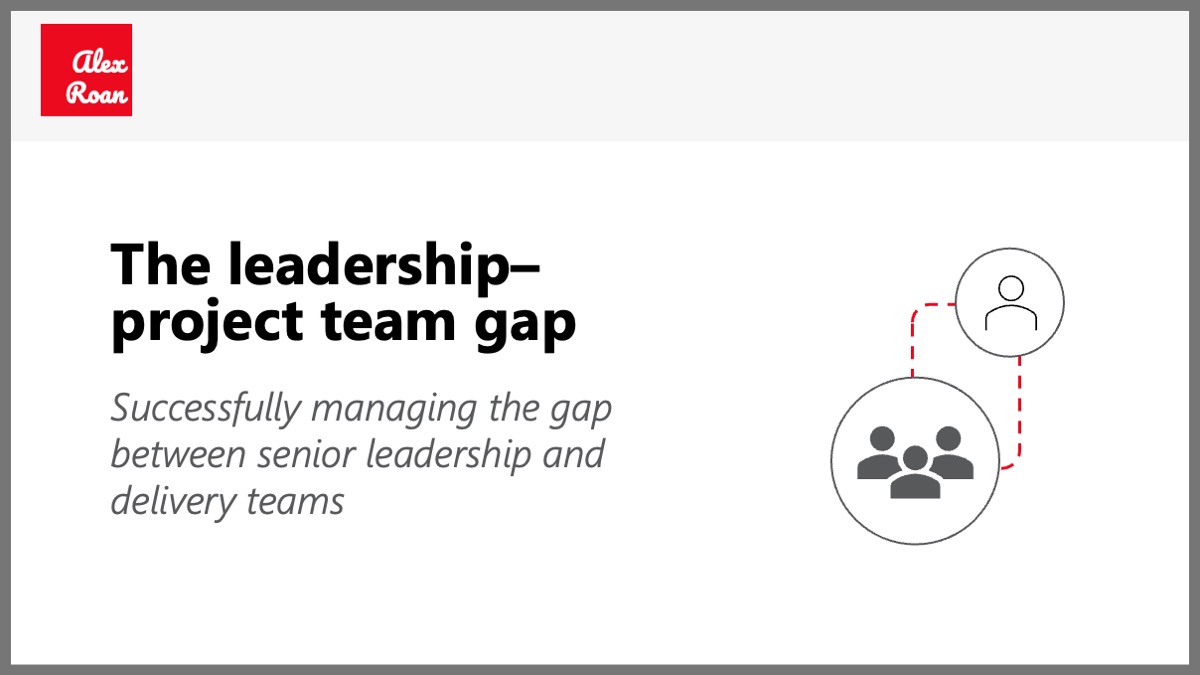 Alex
Roan
The leadership–
project team gap
Successfully managing the gap
between senior leadership and
delivery teams